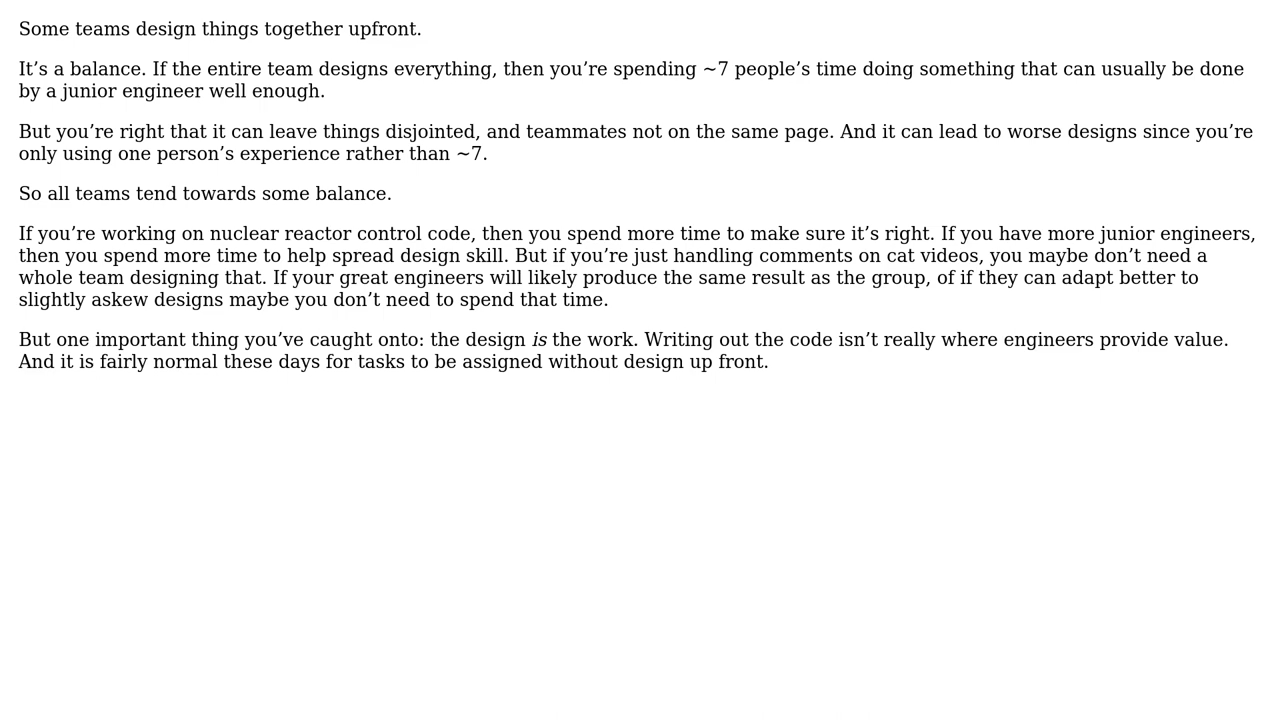 Some teams design things together upfront.
It’s a balance. If the entire team designs everything, then you’re spending ~7 people’s time doing something that can usually be done
by a junior engineer well enough.
But you’re right that it can leave things disjointed, and teammates not on the same page. And it can lead to worse designs since you’re
only using one person’s experience rather than ~7.
So all teams tend towards some balance.
If you’re working on nuclear reactor control code, then you spend more time to make sure it’s right. If you have more junior engineers,
then you spend more time to help spread design skill. But if you’re just handling comments on cat videos, you maybe don’t need a
whole team designing that. If your great engineers will likely produce the same result as the group, of if they can adapt better to
slightly askew designs maybe you don’t need to spend that time.
But one important thing you’ve caught onto: the design is the work. Writing out the code isn’t really where engineers provide value.
And it is fairly normal these days for tasks to be assigned without design up front.